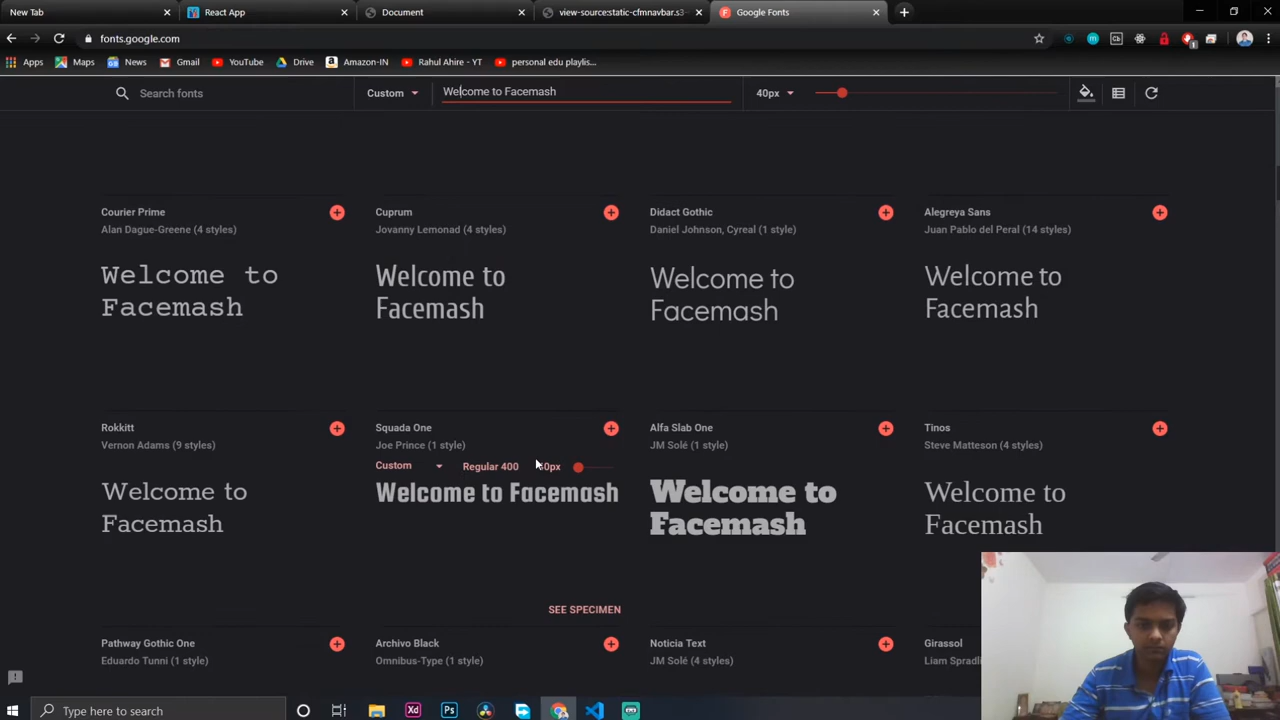 New Tab
React App
Document
view-source:static-cfmnavbar.s3-
Google Fonts
fonts.google.com
Apps
Maps
News
Gmail
YouTube
Drive
Amazon-IN
Rahul Ahire - YT
personal edu playlis...
Search fonts
Custom
Welcome to Facemash
40px
Courier Prime
Alan Dague-Greene (4 styles)
Welcome to
Facemash
Cuprum
Jovanny Lemonad (4 styles)
Welcome to
Facemash
Didact Gothic
Daniel Johnson, Cyreal (1 style)
Welcome to
Facemash
Alegreya Sans
Juan Pablo del Peral (14 styles)
Welcome to
Facemash
Rokkitt
Vernon Adams (9 styles)
Welcome to
Facemash
Squada One
Joe Prince (1 style)
Custom
Regular 400
40px
Welcome to Facemash
SEE SPECIMEN
Alfa Slab One
JM Solé (1 style)
Welcome to
Facemash
Tinos
Steve Matteson (4 styles)
Welcome to
Facemash
Pathway Gothic One
Eduardo Tunni (1 style)
Archivo Black
Omnibus-Type (1 style)
Noticia Text
JM Solé (4 styles)
Girassol
Liam
Type here to search
Xd
Ps